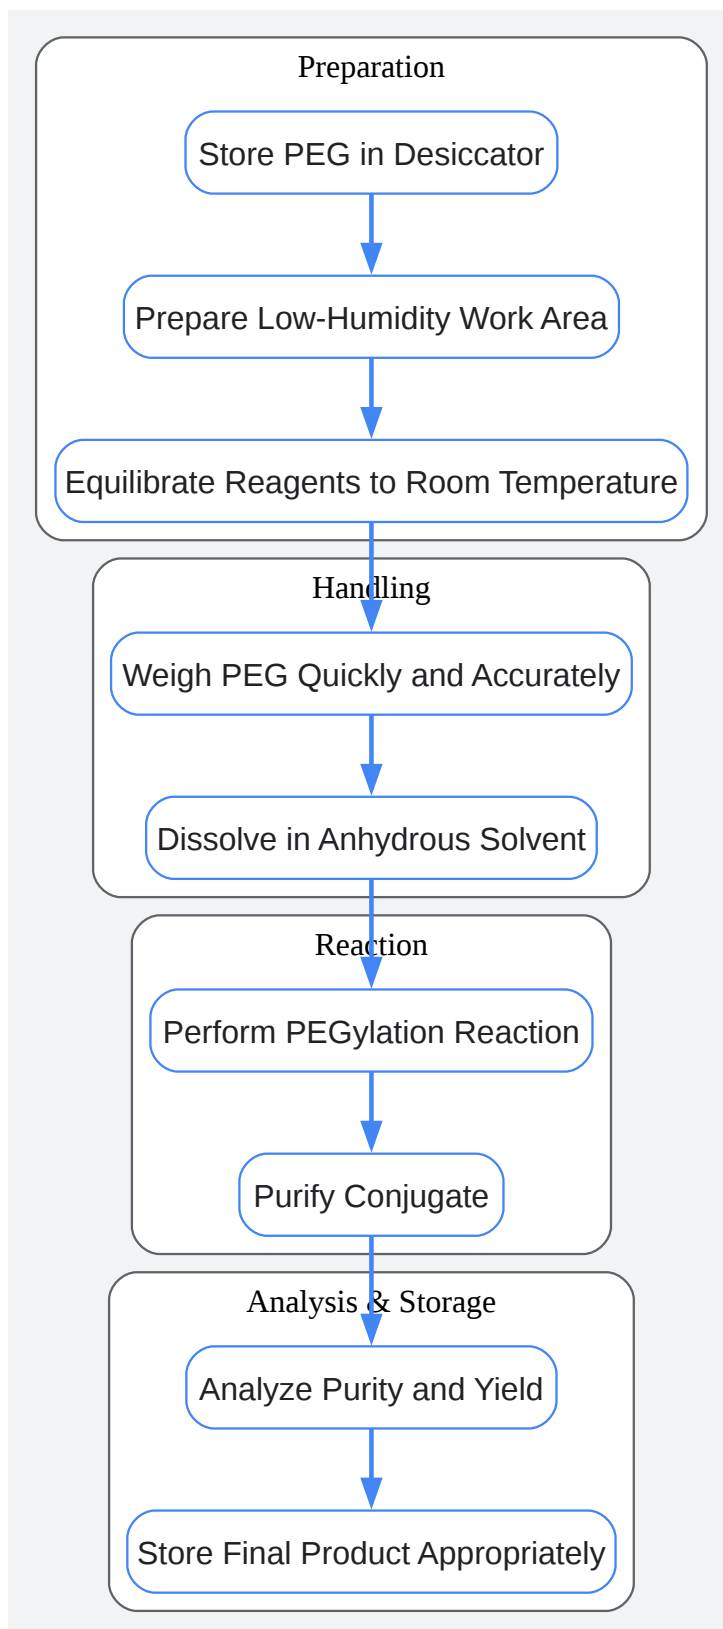 Preparation
Store PEG in Desiccator
Prepare Low-Humidity Work Area
Equilibrate Reagents to Room Temperature
Handling
Weigh PEG Quickly and Accurately
Dissolve in Anhydrous Solvent
Reaction
Perform PEGylation Reaction
Purify Conjugate
Analysis & Storage
Analyze Purity and Yield
Store Final Product Appropriately